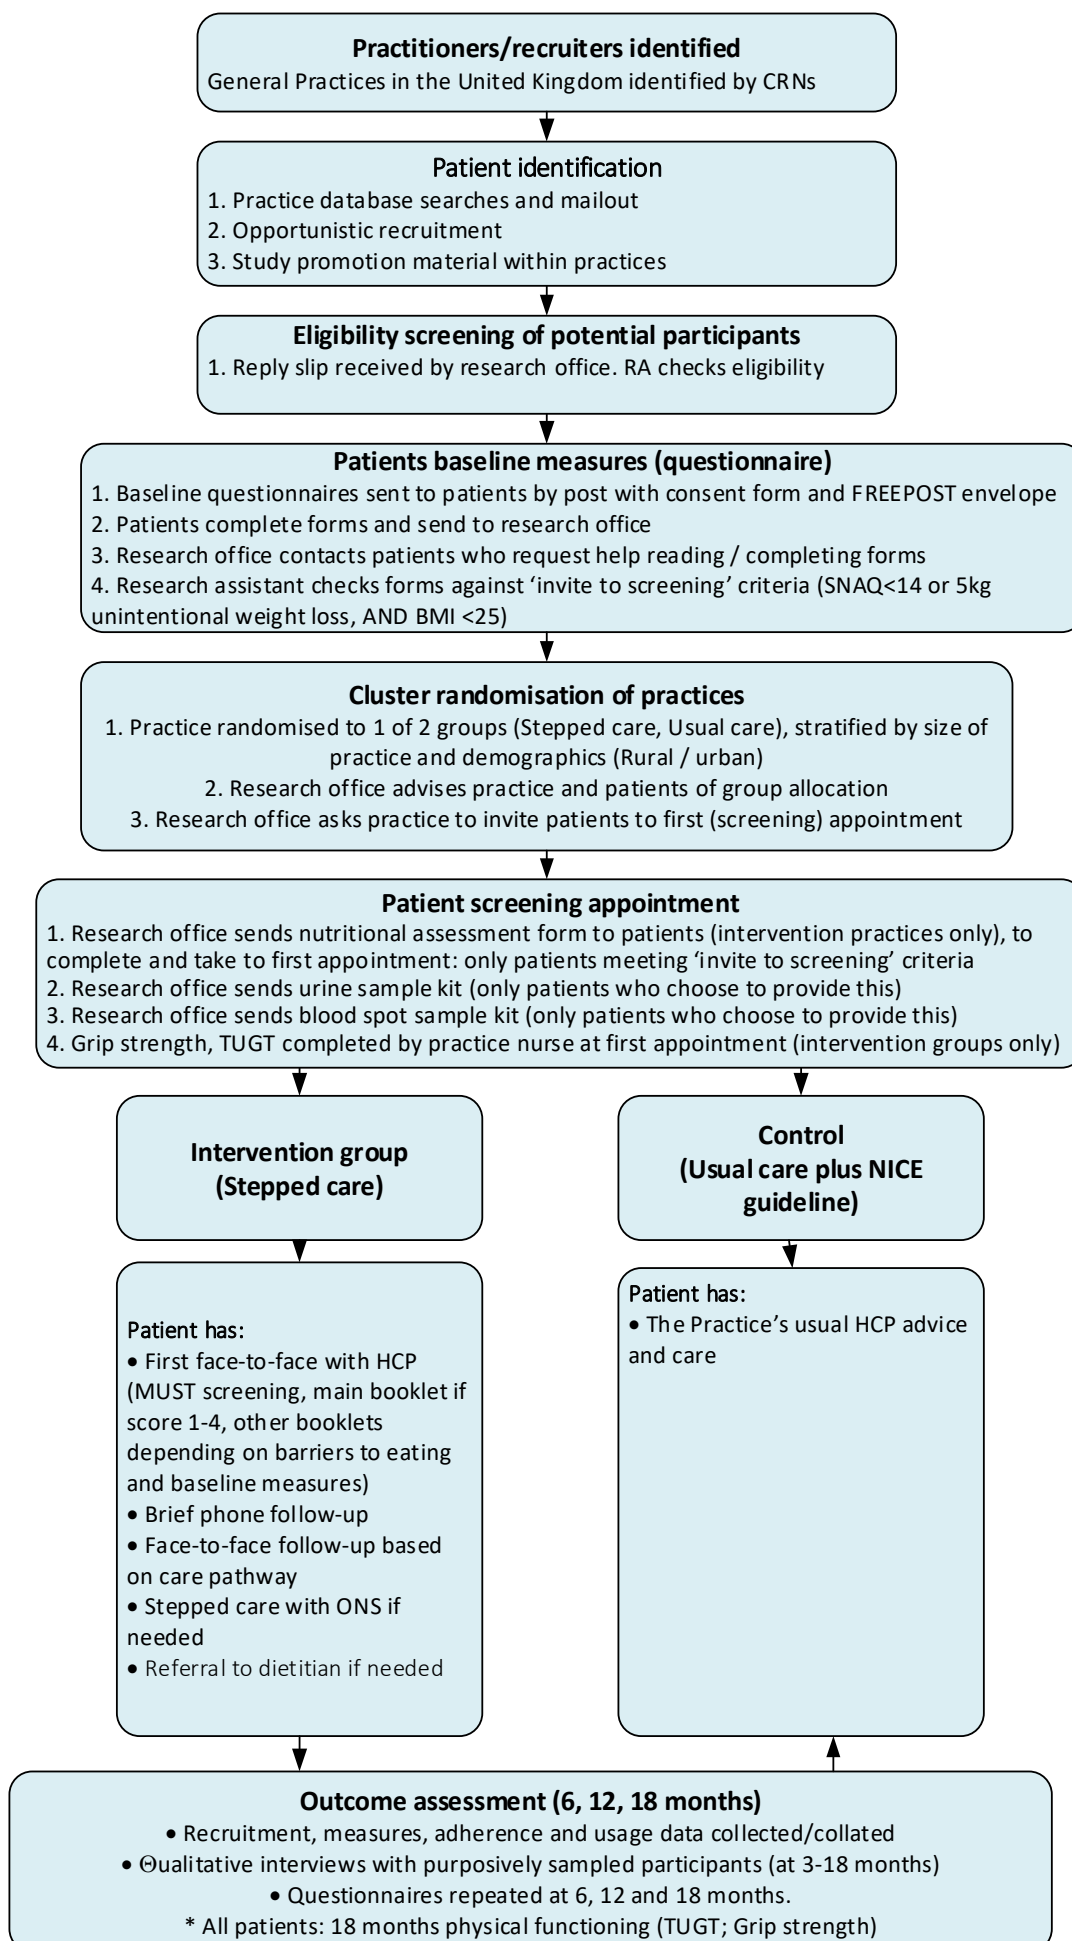 Practitioners/recruiters identified
General Practices in the United Kingdom identified by CRNs
Patient identification
1. Practice database searches and mailout
2. Opportunistic recruitment
3. Study promotion material within practices
Eligibility screening of potential participants
1. Reply slip received by research office. RA checks eligibility
Patients baseline measures (questionnaire)
1. Baseline questionnaires sent to patients by post with consent form and FREEPOST envelope
2. Patients complete forms and send to research office
3. Research office contacts patients who request help reading / completing forms
4. Research assistant checks forms against ‘invite to screening’ criteria (SNAQ<14 or 5kg
unintentional weight loss, AND BMI <25)
Cluster randomisation of practices
1. Practice randomised to 1 of 2 groups (Stepped care, Usual care), stratified by size of
practice and demographics (Rural / urban)
2. Research office advises practice and patients of group allocation
3. Research office asks practice to invite patients to first (screening) appointment
Patient screening appointment
1. Research office sends nutritional assessment form to patients (intervention practices only), to
complete and take to first appointment: only patients meeting ‘invite to screening’ criteria
2. Research office sends urine sample kit (only patients who choose to provide this)
3. Research office sends blood spot sample kit (only patients who choose to provide this)
4. Grip strength, TUGT completed by practice nurse at first appointment (intervention groups only)
Intervention group
(Stepped care)
Control
(Usual care plus NICE
guideline)
Patient has:
• First face-to-face with HCP
(MUST screening, main booklet if
score 1-4, other booklets
depending on barriers to eating
and baseline measures)
• Brief phone follow-up
• Face-to-face follow-up based
on care pathway
• Stepped care with ONS if
needed
• Referral to dietitian if needed
Patient has:
• The Practice’s usual HCP advice
and care
Outcome assessment (6, 12, 18 months)
• Recruitment, measures, adherence and usage data collected/collated
• Θualitative interviews with purposively sampled participants (at 3-18 months)
• Questionnaires repeated at 6, 12 and 18 months.
* All patients: 18 months physical functioning (TUGT; Grip strength)